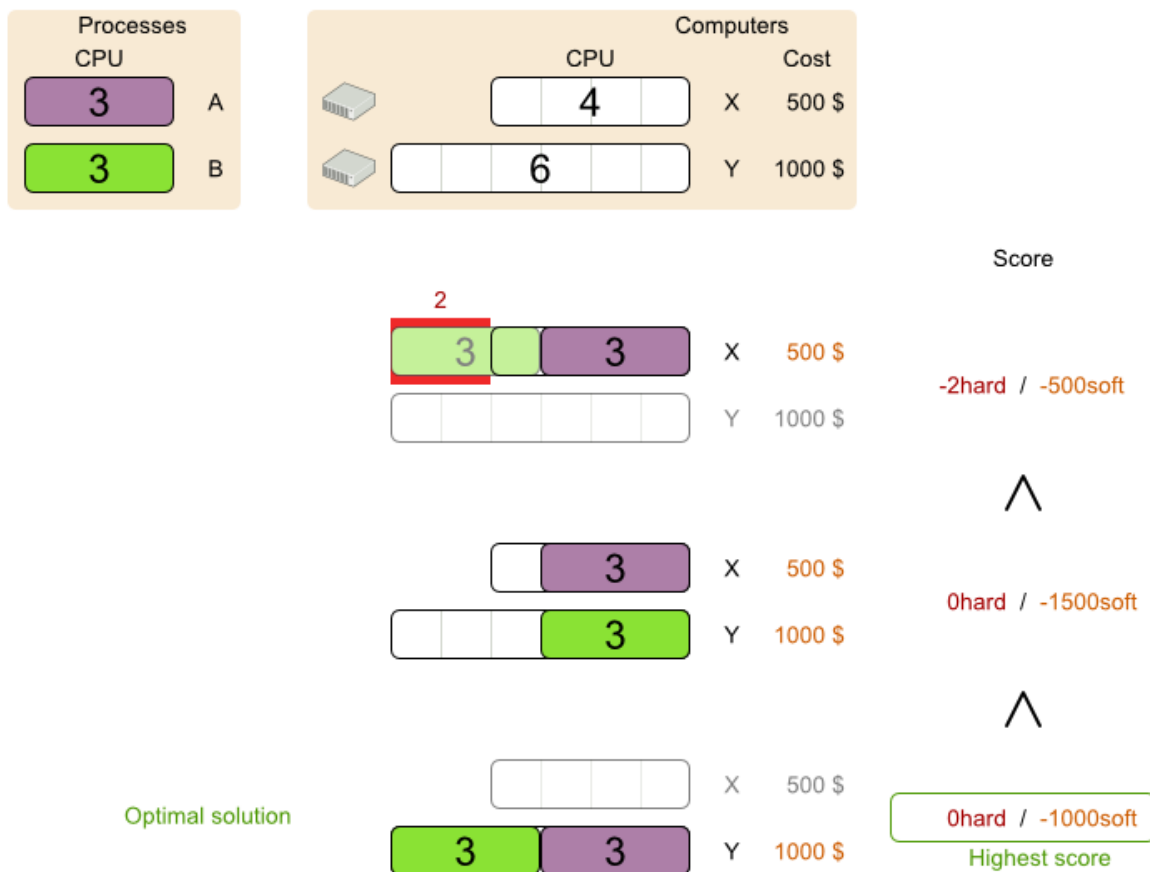 Processes
CPU
3 A
3 B
Computers
CPU Cost
4 X 500 $
6 Y 1000 $
Score
2
3 3 X 500 $
-2hard / -500soft
Y 1000 $
3 X 500 $
0hard / -1500soft
3 Y 1000 $
X 500 $
Optimal solution
0hard / -1000soft
3 3 Y 1000 $
Highest score